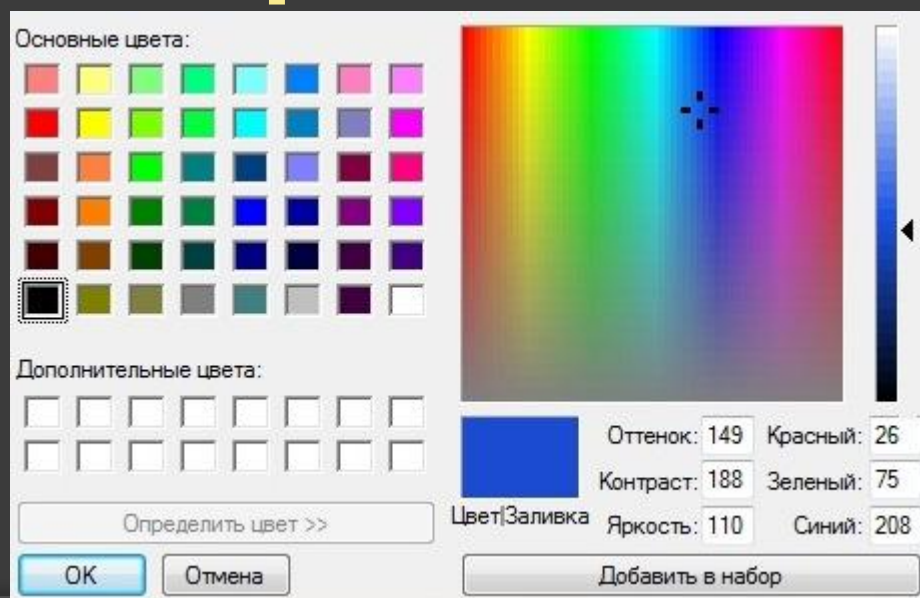 Основные цвета:
Дополнительные цвета:
Определить цвет >>
OK
Отмена
Цвет|Заливка
Оттенок: 149
Контраст: 188
Яркость: 110
Красный: 26
Зеленый: 75
Синий: 208
Добавить в набор